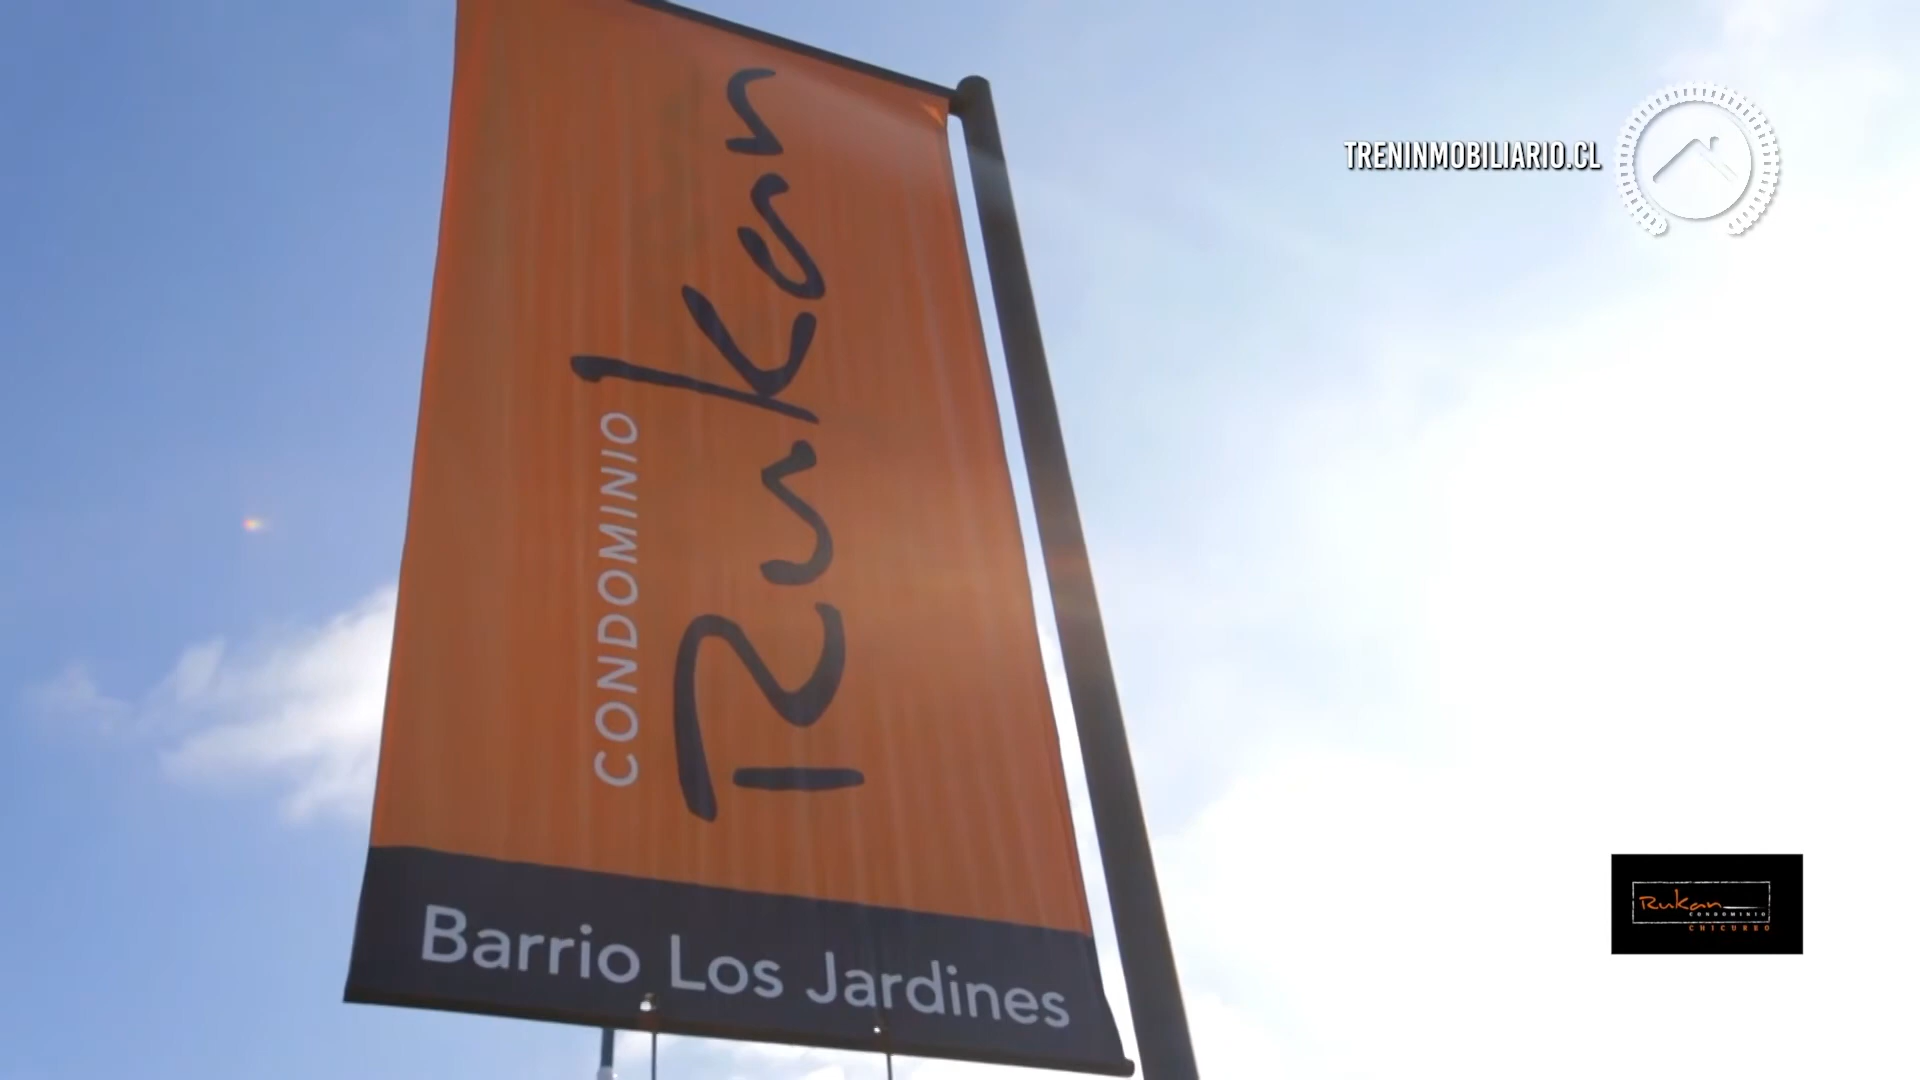 TRENINMOBILIARIO.CL
CONDOMINIO
Rukan
Barrio Los Jardines
Rukan
CONDOMINIO
CHICUREO